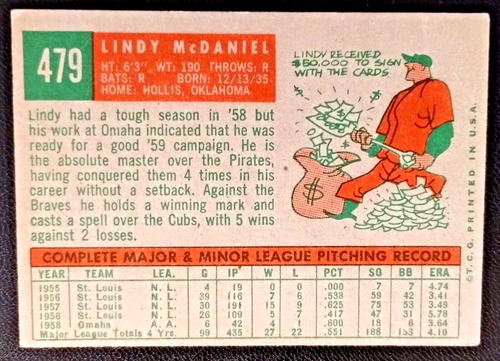 479
LINDY McDANIEL
HT: 6'3". WT: 190 THROWS: R
BATS: R BORN: 12/13/35
HOME: HOLLIS, OKLAHOMA
LINDY RECEIVED
$50,000 TO SIGN
WITH THE CARDS
Lindy had a tough season in '58 but
his work at Omaha indicated that he was
ready for a good '59 campaign. He is
the absolute master over the Pirates,
having conquered them 4 times in his
career without a setback. Against the
Braves he holds a winning mark and
casts a spell over the Cubs, with 5 wins
against 2 losses.
$
COMPLETE MAJOR & MINOR LEAGUE PITCHING RECORD
YEAR TEAM LEA. G IP W L PCT SO BB ERA
1955 St. Louis N. L. 4 19 0 0 .000 7 7 4.74
1956 St. Louis N. L. 39 116 7 6 .538 59 42 3.41
1957 St. Louis N. L. 30 191 15 9 .625 75 53 3.49
1958 St. Louis N. L. 26 109 5 7 .417 47 31 5.20
1958 Omaha A. A. 6 42 4 1 .800 18 6 3.64
Major League Totals 4 Yrs. 99 435 27 22 .551 188 153 4.10
© T. C. G. PRINTED IN U.S.A.